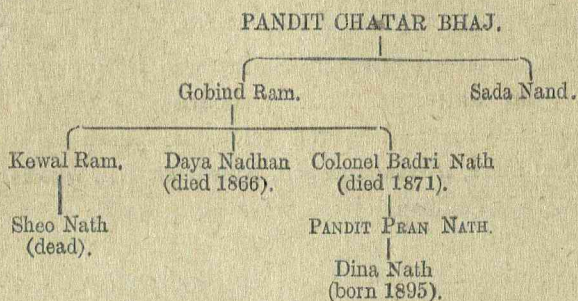 PANDIT CHATAR BHAJ.
Gobind Ram. Sada Nand.
Kewal Ram, Daya Nadhan Colonel Badri Nath
(died 1866). (died 1871).
Sheo Nath PANDIT PRAN NATH.
(dead).
Dina Nath
(born 1895).